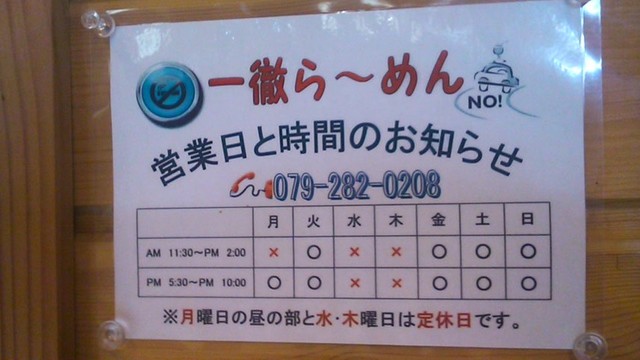 一徹ら～めん
NO!
営業日と時間のお知らせ
079-282-0208
月 火 水 木 金 土 日
AM 11:30～PM 2:00 × ○ × × ○ ○ ○
PM 5:30～PM 10:00 ○ ○ × × ○ ○ ○
※月曜日の昼の部と水・木曜日は定休日です。